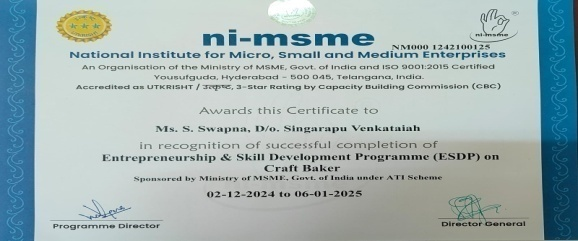 ni-msme
ni-msme
NM000 1242100125
National Institute for Micro, Small and Medium Enterprises
An Organisation of the Ministry of MSME, Govt. of India and ISO 9001:2015 Certified
Yousufguda, Hyderabad - 500 045, Telangana, India.
Accredited as UTKRISHT / उत्कृष्ट, 3-Star Rating by Capacity Building Commission (CBC)
Awards this Certificate to
Ms. S. Swapna, D/o. Singarapu Venkataiah
in recognition of successful completion of
Entrepreneurship & Skill Development Programme (ESDP) on
Craft Baker
Sponsored by Ministry of MSME, Govt. of India under ATI Scheme
02-12-2024 to 06-01-2025
Programme Director
Director General